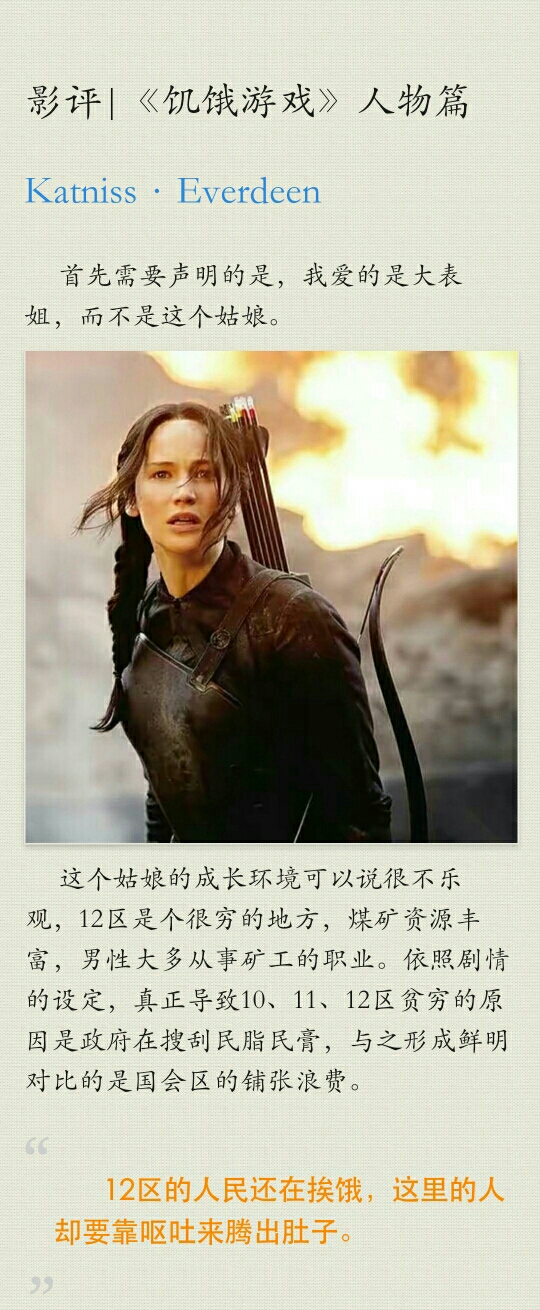 影评|《饥饿游戏》人物篇
Katniss · Everdeen
首先需要声明的是，我爱的是大表
姐，而不是这个姑娘。
这个姑娘的成长环境可以说很不乐
观，12区是个很穷的地方，煤矿资源丰
富，男性大多从事矿工的职业。依照剧情
的设定，真正导致10、11、12区贫穷的原
因是政府在搜刮民脂民膏，与之形成鲜明
对比的是国会区的铺张浪费。
“
12区的人民还在挨饿，这里的人
却要靠呕吐来腾出肚子。
”